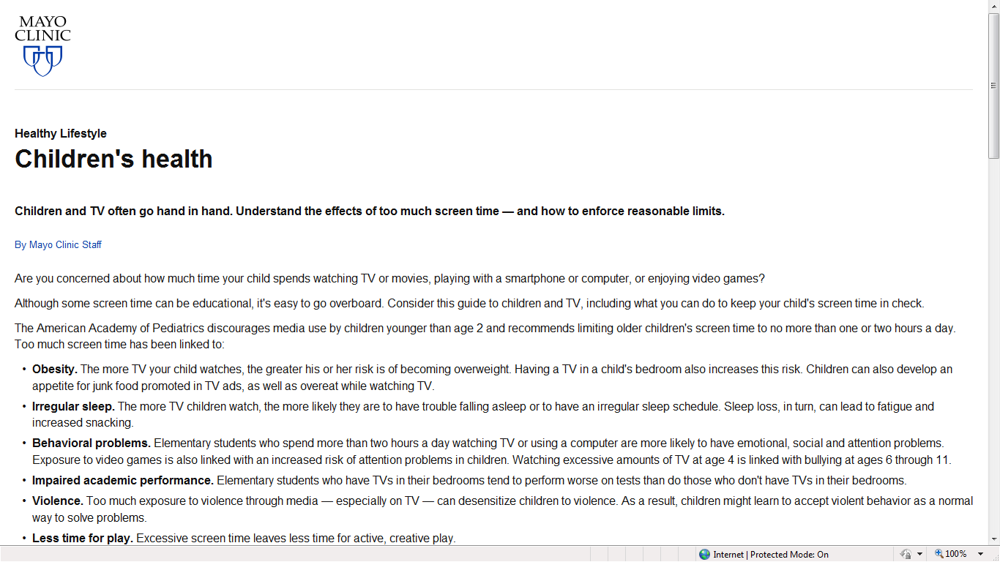 MAYO
CLINIC
Healthy Lifestyle
Children's health
Children and TV often go hand in hand. Understand the effects of too much screen time — and how to enforce reasonable limits.
By Mayo Clinic Staff
Are you concerned about how much time your child spends watching TV or movies, playing with a smartphone or computer, or enjoying video games?
Although some screen time can be educational, it's easy to go overboard. Consider this guide to children and TV, including what you can do to keep your child's screen time in check.
The American Academy of Pediatrics discourages media use by children younger than age 2 and recommends limiting older children's screen time to no more than one or two hours a day.
Too much screen time has been linked to:
• Obesity. The more TV your child watches, the greater his or her risk is of becoming overweight. Having a TV in a child's bedroom also increases this risk. Children can also develop an
appetite for junk food promoted in TV ads, as well as overeat while watching TV.
• Irregular sleep. The more TV children watch, the more likely they are to have trouble falling asleep or to have an irregular sleep schedule. Sleep loss, in turn, can lead to fatigue and
increased snacking.
• Behavioral problems. Elementary students who spend more than two hours a day watching TV or using a computer are more likely to have emotional, social and attention problems.
Exposure to video games is also linked with an increased risk of attention problems in children. Watching excessive amounts of TV at age 4 is linked with bullying at ages 6 through 11.
• Impaired academic performance. Elementary students who have TVs in their bedrooms tend to perform worse on tests than do those who don't have TVs in their bedrooms.
• Violence. Too much exposure to violence through media — especially on TV — can desensitize children to violence. As a result, children might learn to accept violent behavior as a normal
way to solve problems.
• Less time for play. Excessive screen time leaves less time for active, creative play.
Internet | Protected Mode: On
100%